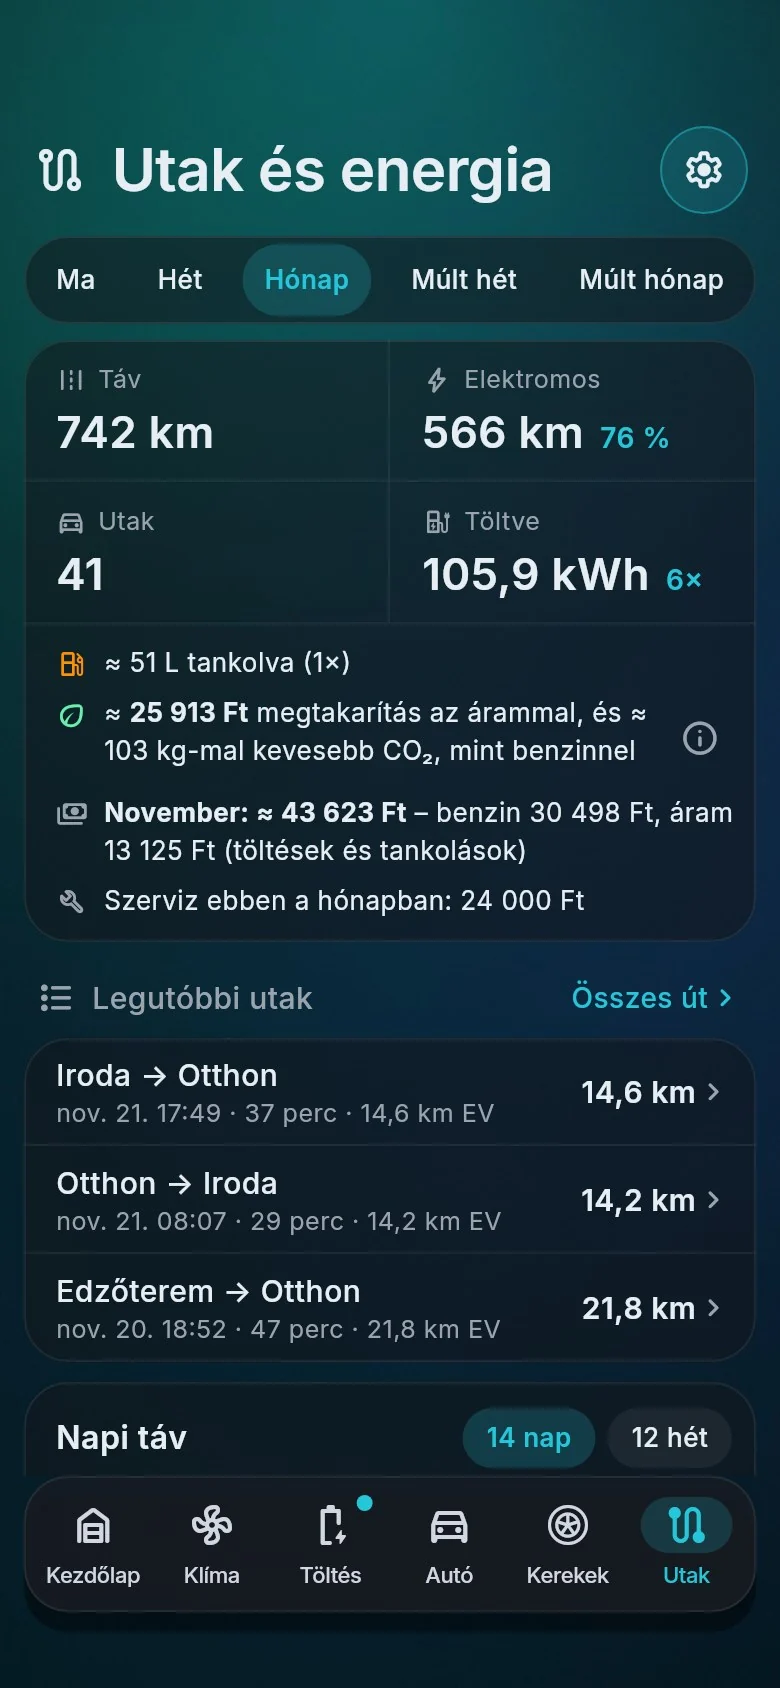 Utak és energia
Ma
Hét
Hónap
Múlt hét
Múlt hónap
Táv
742 km
Elektromos
566 km 76 %
Utak
41
Töltve
105,9 kWh 6×
≈ 51 L tankolva (1×)
≈ 25 913 Ft megtakarítás az árammal, és ≈
103 kg-mal kevesebb CO₂, mint benzinnel
November: ≈ 43 623 Ft – benzin 30 498 Ft, áram
13 125 Ft (töltések és tankolások)
Szerviz ebben a hónapban: 24 000 Ft
Legutóbbi utak
Összes út
Iroda → Otthon
nov. 21. 17:49 · 37 perc · 14,6 km EV
14,6 km
Otthon → Iroda
nov. 21. 08:07 · 29 perc · 14,2 km EV
14,2 km
Edzőterem → Otthon
nov. 20. 18:52 · 47 perc · 21,8 km EV
21,8 km
Napi táv
14 nap
12 hét
Kezdőlap
Klíma
Töltés
Autó
Kerekek
Utak